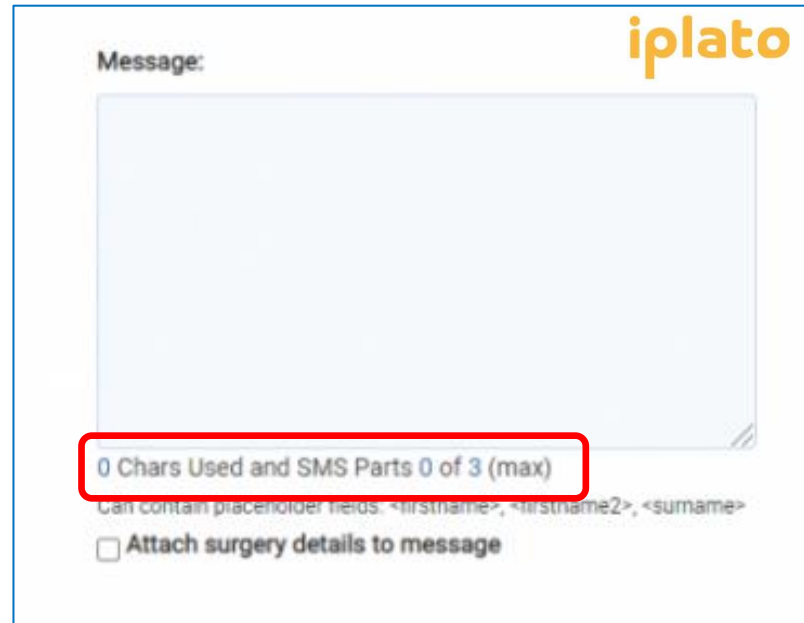 iplato
Message:
0 Chars Used and SMS Parts 0 of 3 (max)
Can contain placeholder fields: <firstname>, <firstname2>, <surname>
Attach surgery details to message